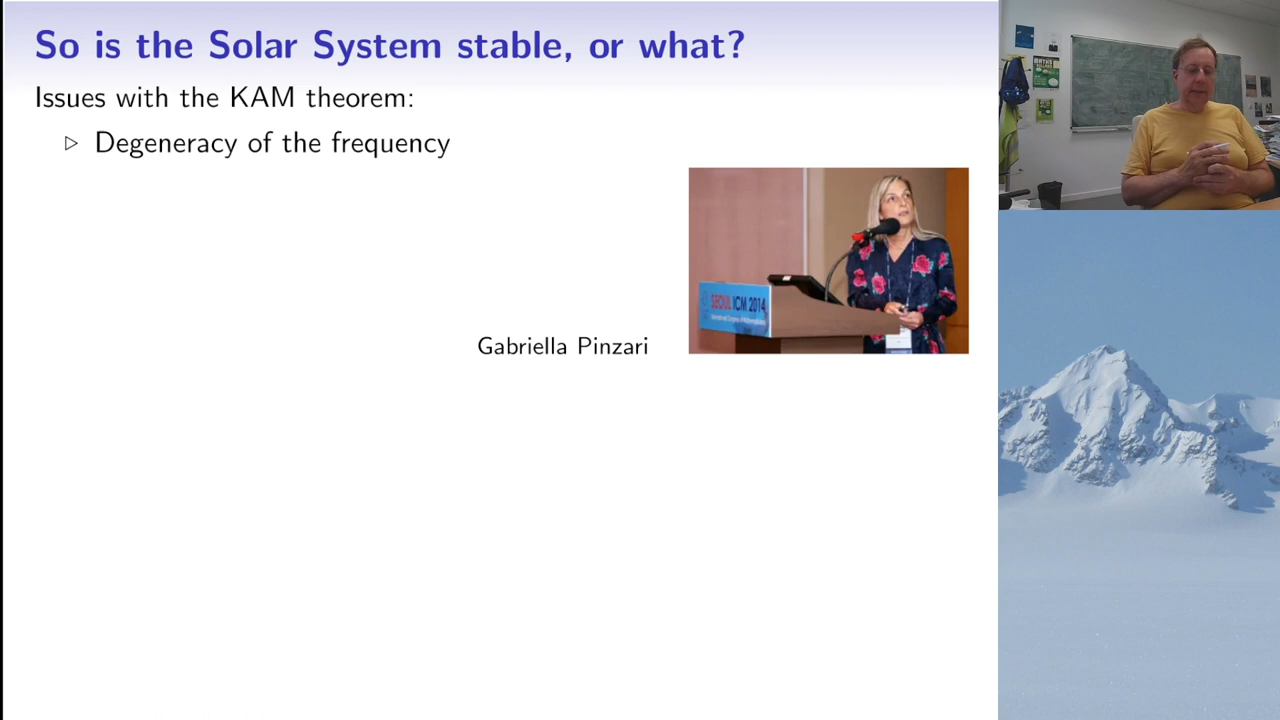 So is the Solar System stable, or what?
Issues with the KAM theorem:
▷ Degeneracy of the frequency
SEOUL ICM 2014
Gabriella Pinzari